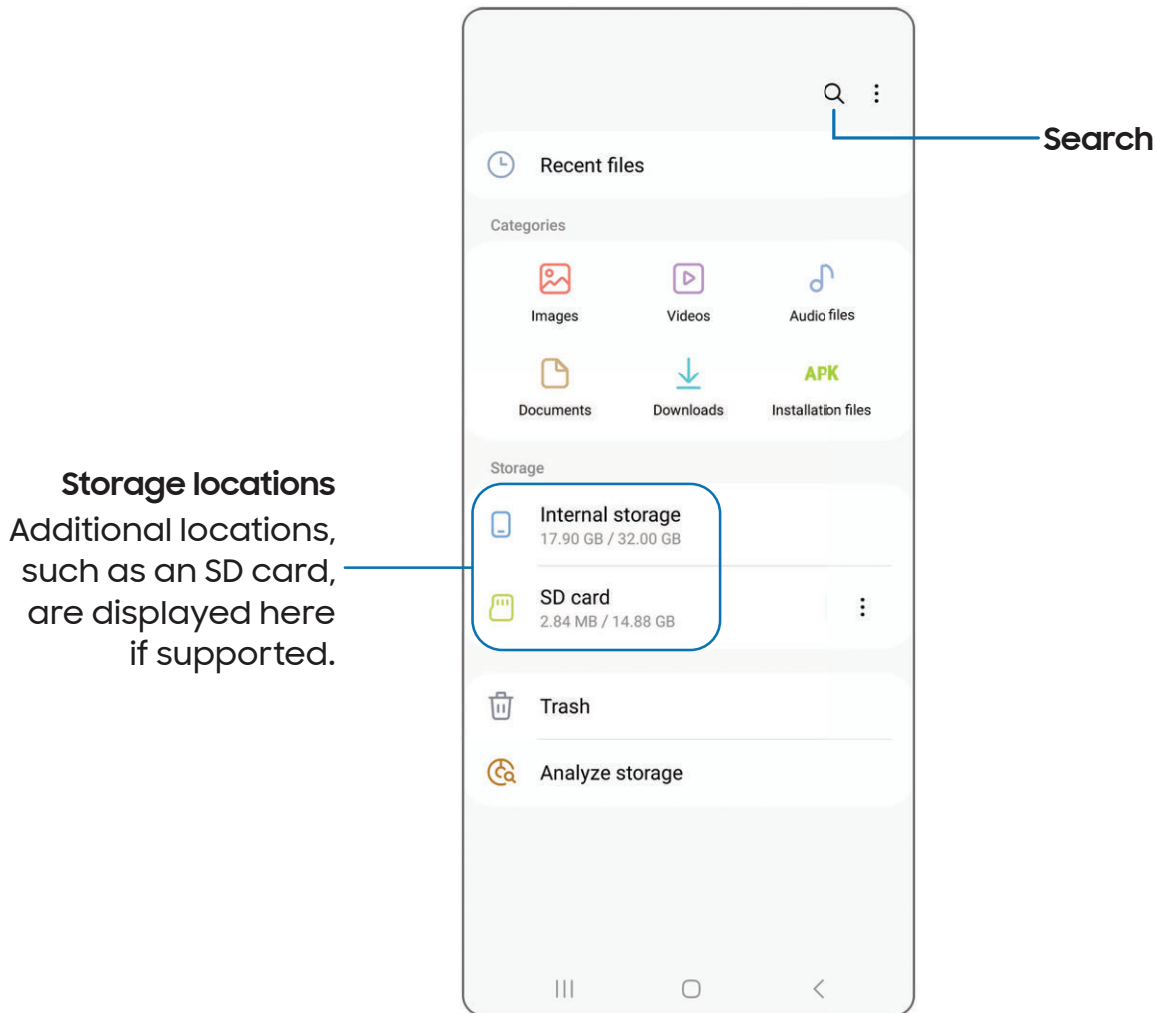 Search
Recent files
Categories
Images Videos Audio files
APK
Documents Downloads Installation files
Storage
Storage locations
Additional locations,
such as an SD card,
are displayed here
if supported.
Internal storage
17.90 GB / 32.00 GB
SD card
2.84 MB / 14.88 GB
Trash
Analyze storage